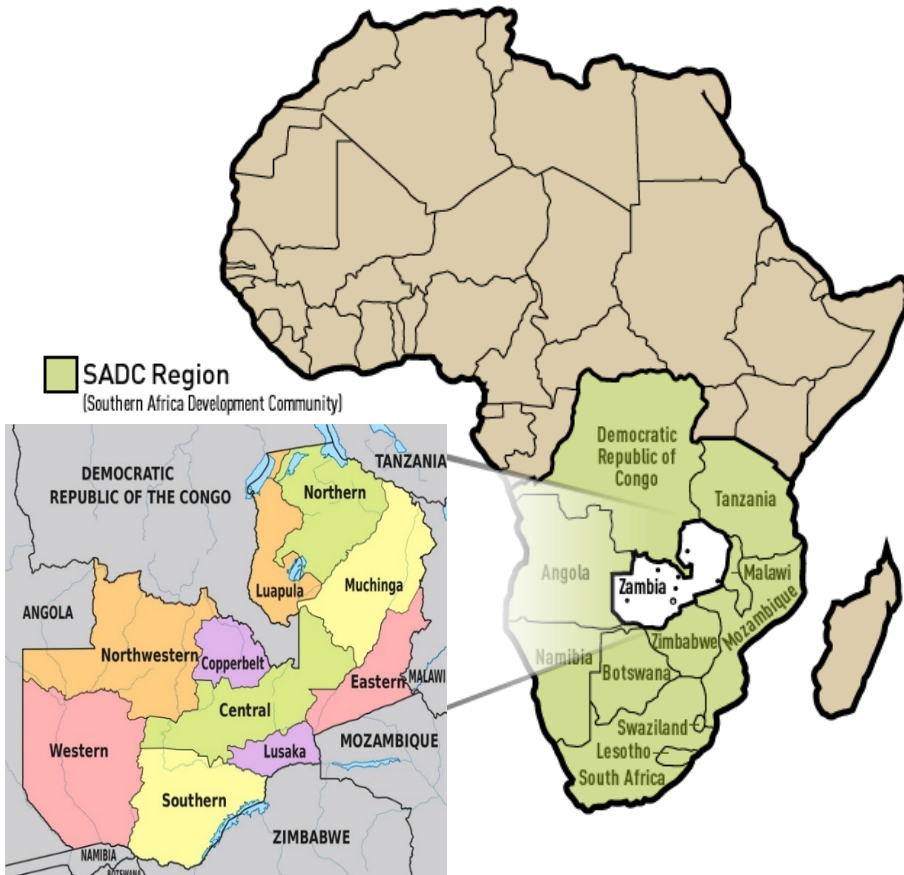 SADC Region
(Southern Africa Development Community)
Democratic
Republic of
Congo
Tanzania
Angola
Zambia
Malawi
Mozambique
Zimbabwe
Namibia
Botswana
Swaziland
Lesotho
South Africa
DEMOCRATIC
REPUBLIC OF THE CONGO
TANZANIA
Northern
Luapula
Muchinga
ANGOLA
Northwestern
Copperbelt
Eastern
MALAWI
Central
Western
Lusaka
MOZAMBIQUE
Southern
ZIMBABWE
NAMIBIA
BOTSWANA